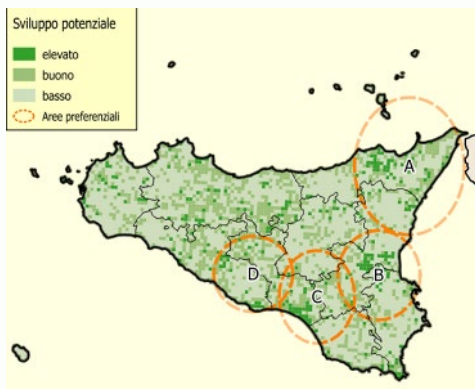 Sviluppo potenziale
elevato
buono
basso
Aree preferenziali
A
B
D
C